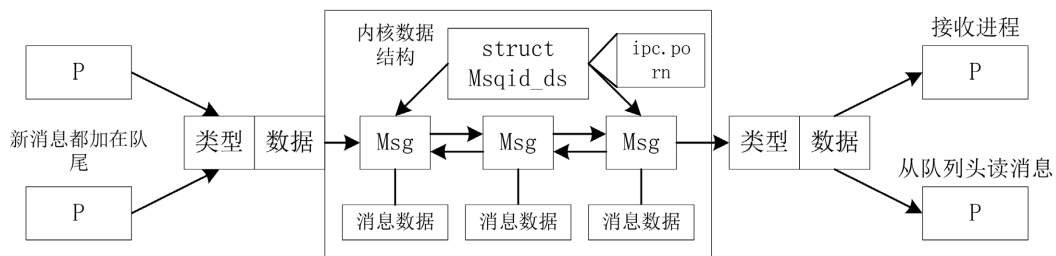 P
新消息都加在队
尾
P
类型
数据
内核数据
结构
struct
Msqid_ds
ipc.po
rn
Msg
Msg
Msg
消息数据
消息数据
消息数据
类型
数据
接收进程
P
从队列头读消息
P